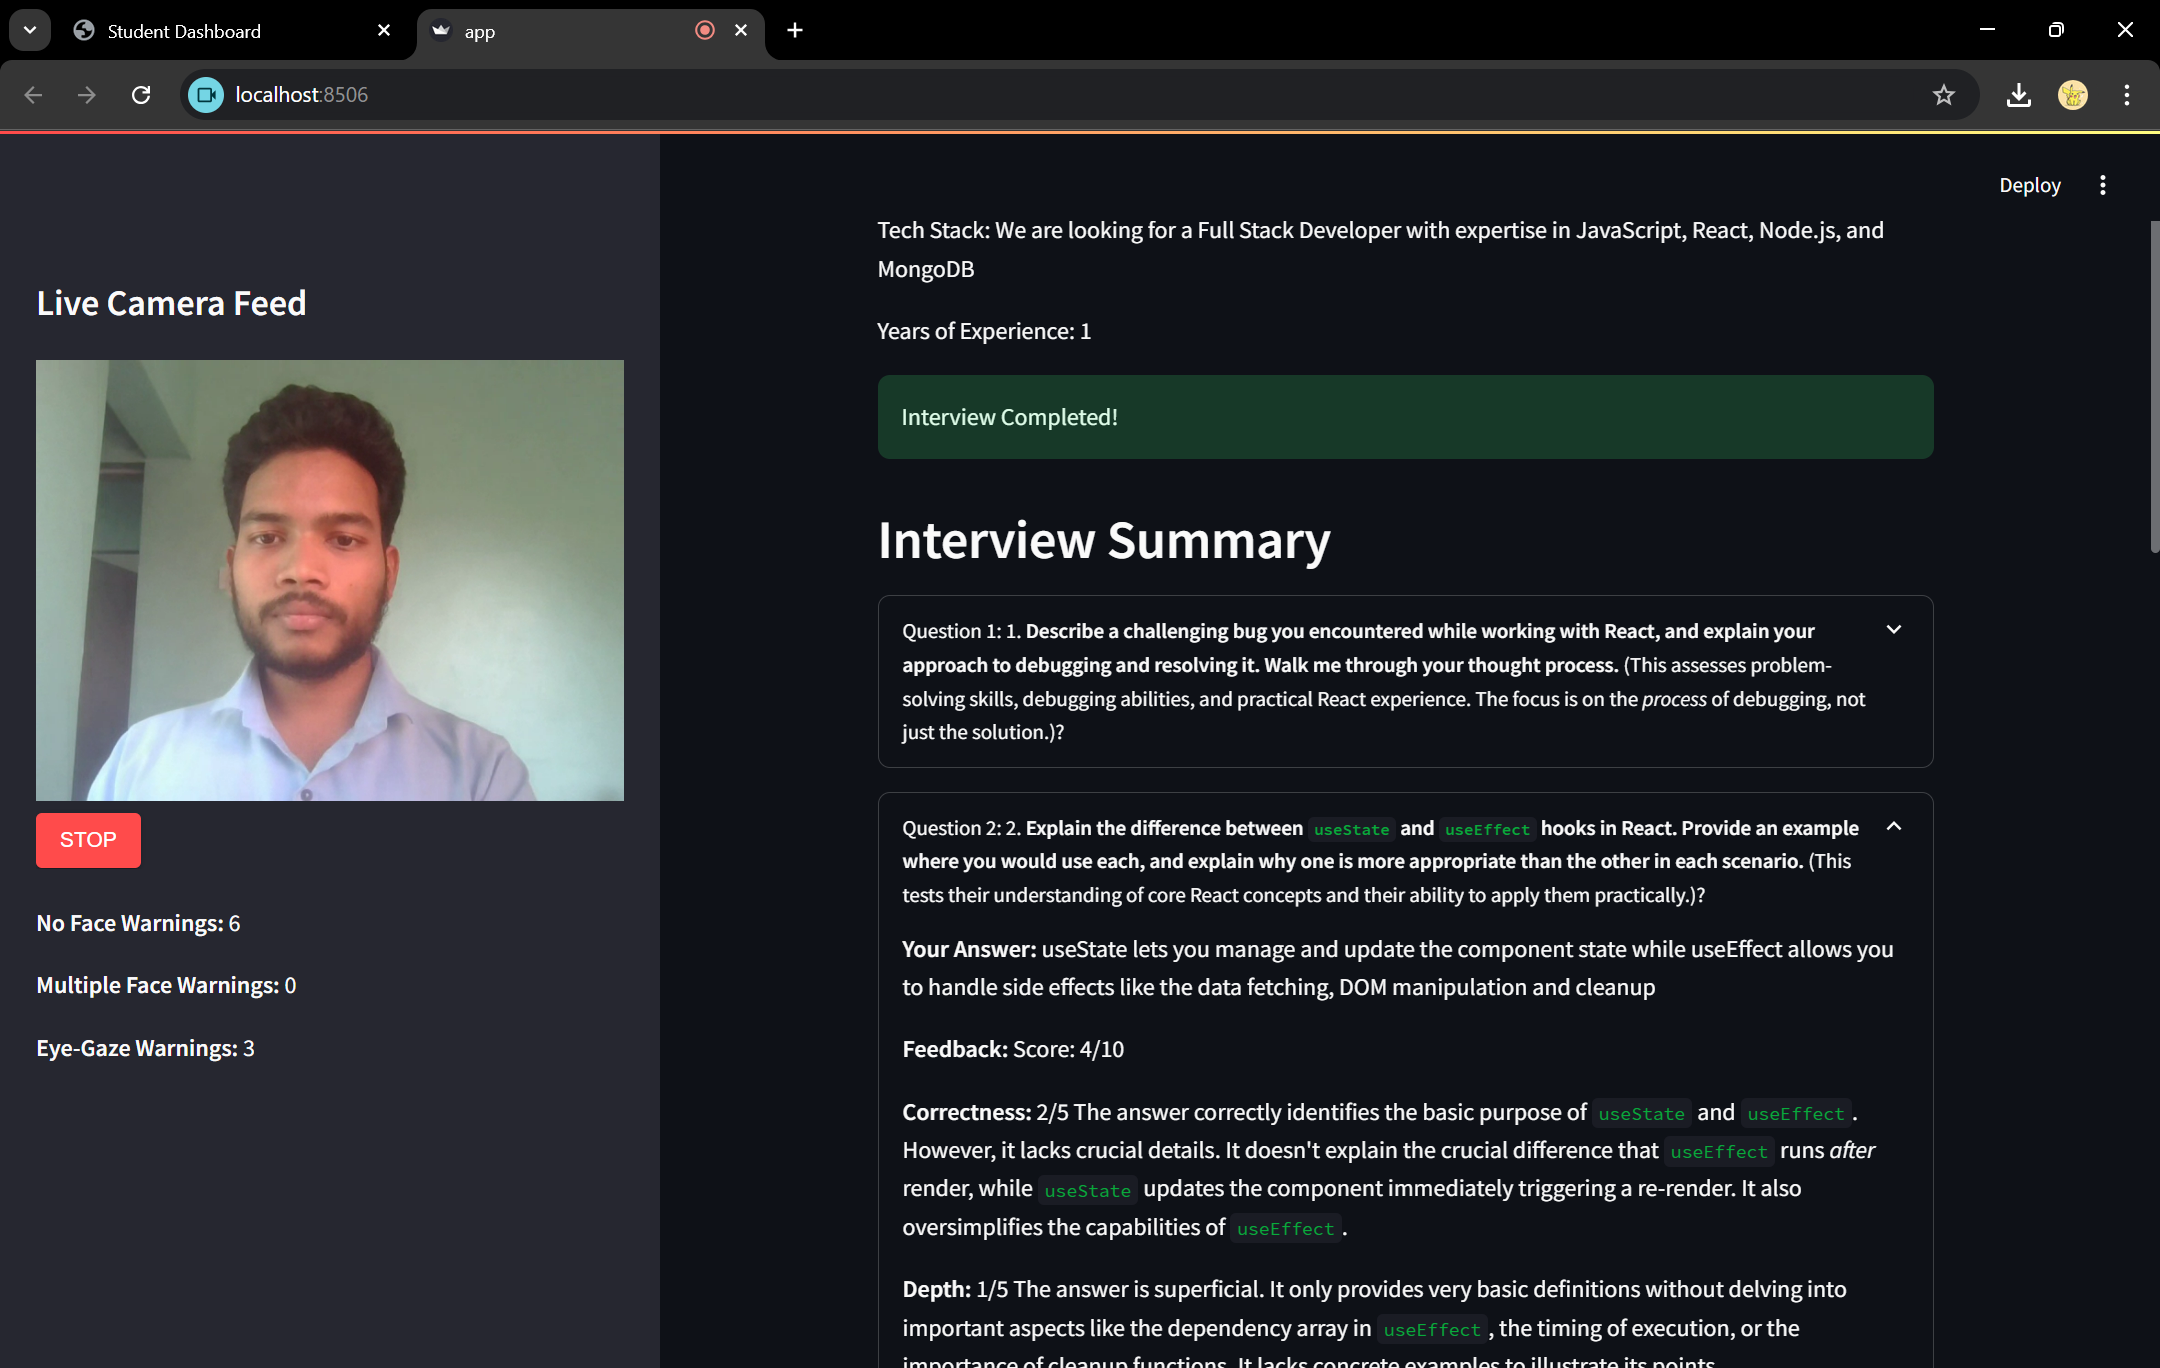 Student Dashboard
app
localhost:8506
Deploy
Live Camera Feed
STOP
No Face Warnings: 6
Multiple Face Warnings: 0
Eye-Gaze Warnings: 3
Tech Stack: We are looking for a Full Stack Developer with expertise in JavaScript, React, Node.js, and
MongoDB
Years of Experience: 1
Interview Completed!
Interview Summary
Question 1: 1. Describe a challenging bug you encountered while working with React, and explain your
approach to debugging and resolving it. Walk me through your thought process. (This assesses problem-
solving skills, debugging abilities, and practical React experience. The focus is on the process of debugging, not
just the solution.)?
Question 2: 2. Explain the difference between useState and useEffect hooks in React. Provide an example
where you would use each, and explain why one is more appropriate than the other in each scenario. (This
tests their understanding of core React concepts and their ability to apply them practically.)?
Your Answer: useState lets you manage and update the component state while useEffect allows you
to handle side effects like the data fetching, DOM manipulation and cleanup
Feedback: Score: 4/10
Correctness: 2/5 The answer correctly identifies the basic purpose of useState and useEffect.
However, it lacks crucial details. It doesn't explain the crucial difference that useEffect runs after
render, while useState updates the component immediately triggering a re-render. It also
oversimplifies the capabilities of useEffect.
Depth: 1/5 The answer is superficial. It only provides very basic definitions without delving into
important aspects like the dependency array in useEffect, the timing of execution, or the
importance of cleanup functions. It lacks concrete examples to illustrate its points.